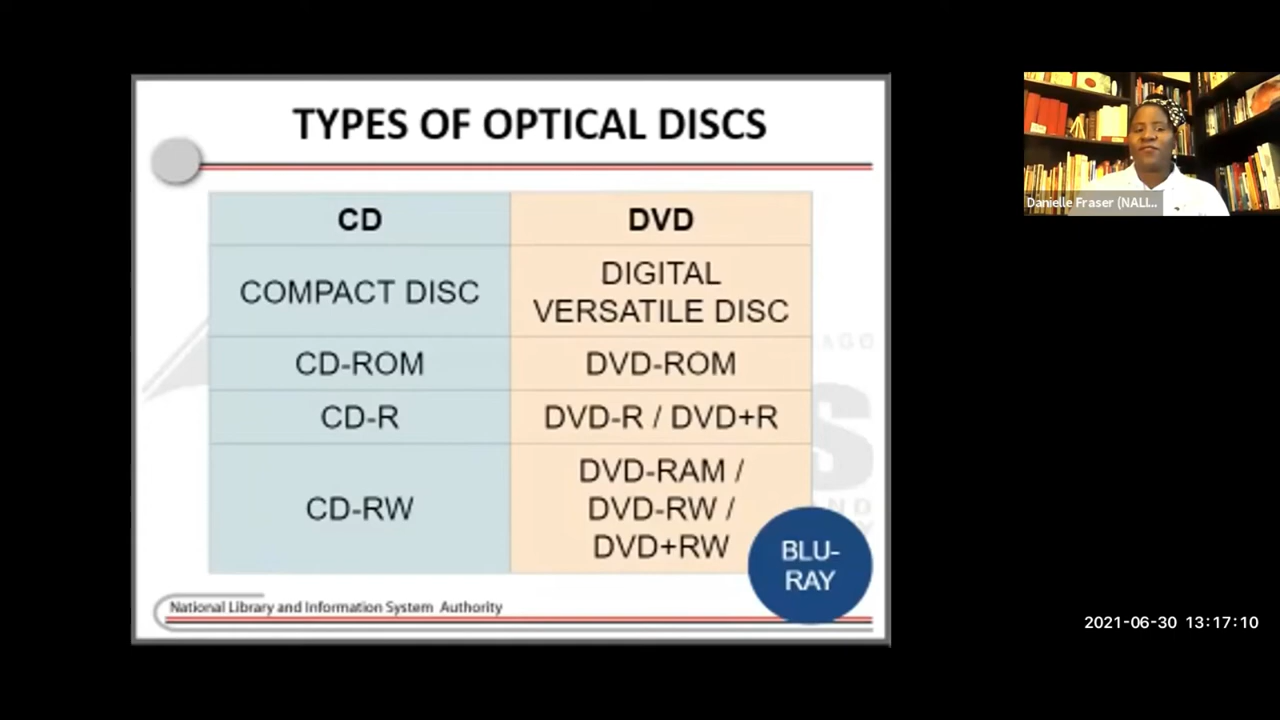 TYPES OF OPTICAL DISCS
CD
DVD
COMPACT DISC
DIGITAL
VERSATILE DISC
CD-ROM
DVD-ROM
CD-R
DVD-R / DVD+R
CD-RW
DVD-RAM /
DVD-RW /
DVD+RW
BLU-
RAY
National Library and Information System Authority
Danielle Fraser (NALI...
2021-06-30 13:17:10